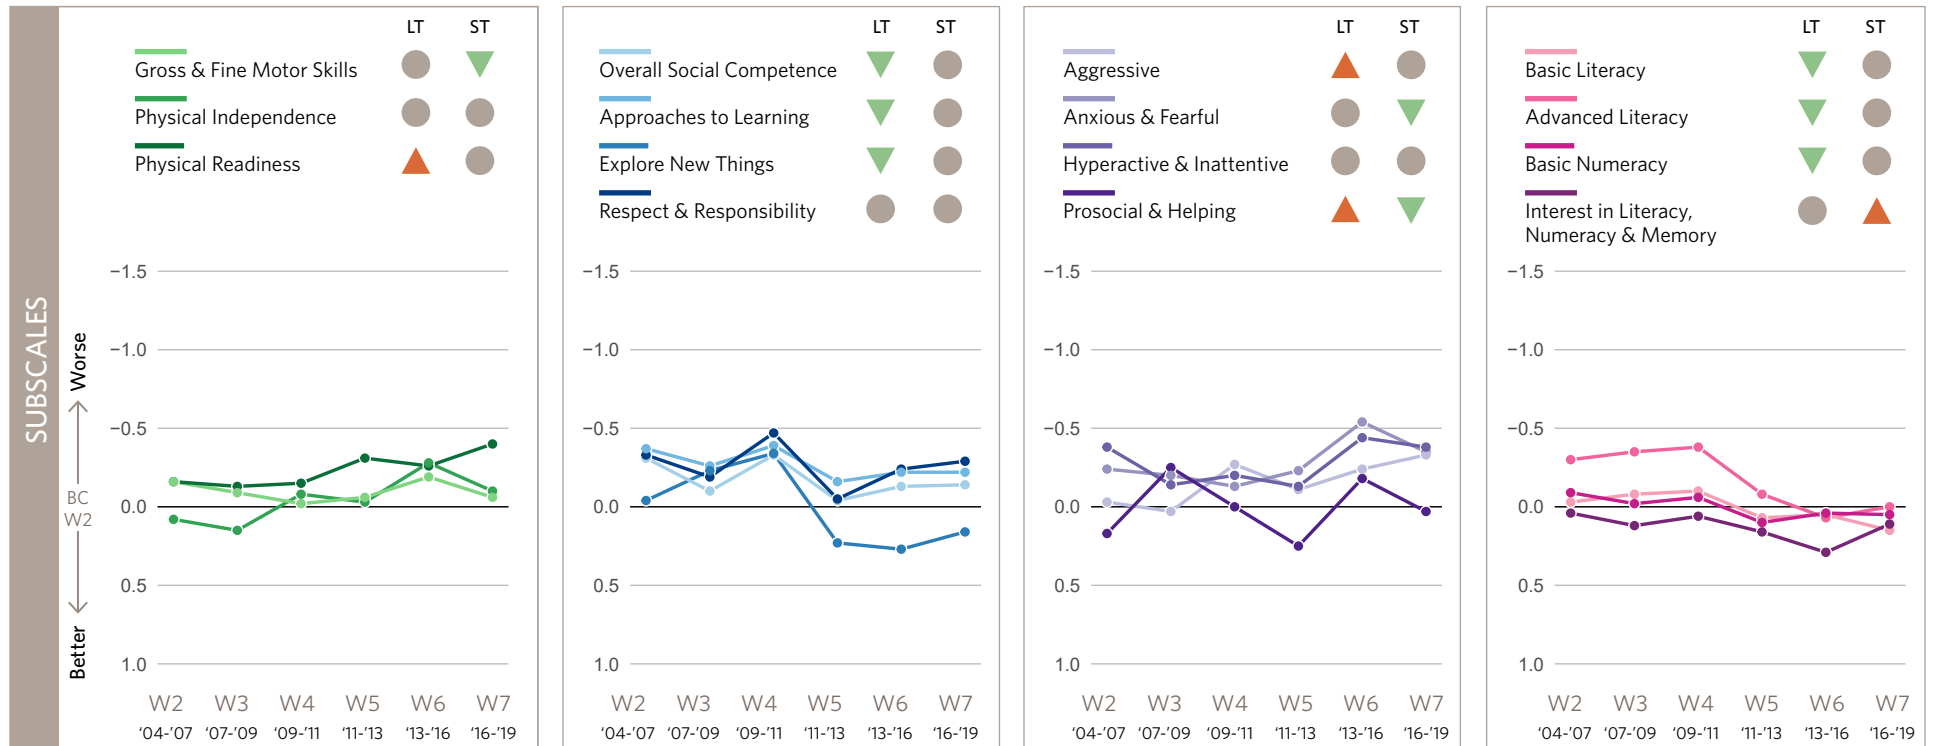 SUBSCALES
Worse
BC
W2
Better
LT ST
Gross & Fine Motor Skills
Physical Independence
Physical Readiness
−1.5
−1.0
−0.5
0.0
0.5
1.0
W2 W3 W4 W5 W6 W7
‘04-’07 ‘07-’09 ‘09-’11 ‘11-’13 ‘13-’16 ‘16-’19
LT ST
Overall Social Competence
Approaches to Learning
Explore New Things
Respect & Responsibility
−1.5
−1.0
−0.5
0.0
0.5
1.0
W2 W3 W4 W5 W6 W7
‘04-’07 ‘07-’09 ‘09-’11 ‘11-’13 ‘13-’16 ‘16-’19
LT ST
Aggressive
Anxious & Fearful
Hyperactive & Inattentive
Prosocial & Helping
−1.5
−1.0
−0.5
0.0
0.5
1.0
W2 W3 W4 W5 W6 W7
‘04-’07 ‘07-’09 ‘09-’11 ‘11-’13 ‘13-’16 ‘16-’19
LT ST
Basic Literacy
Advanced Literacy
Basic Numeracy
Interest in Literacy,
Numeracy & Memory
−1.5
−1.0
−0.5
0.0
0.5
1.0
W2 W3 W4 W5 W6 W7
‘04-’07 ‘07-’09 ‘09-’11 ‘11-’13 ‘13-’16 ‘16-’19